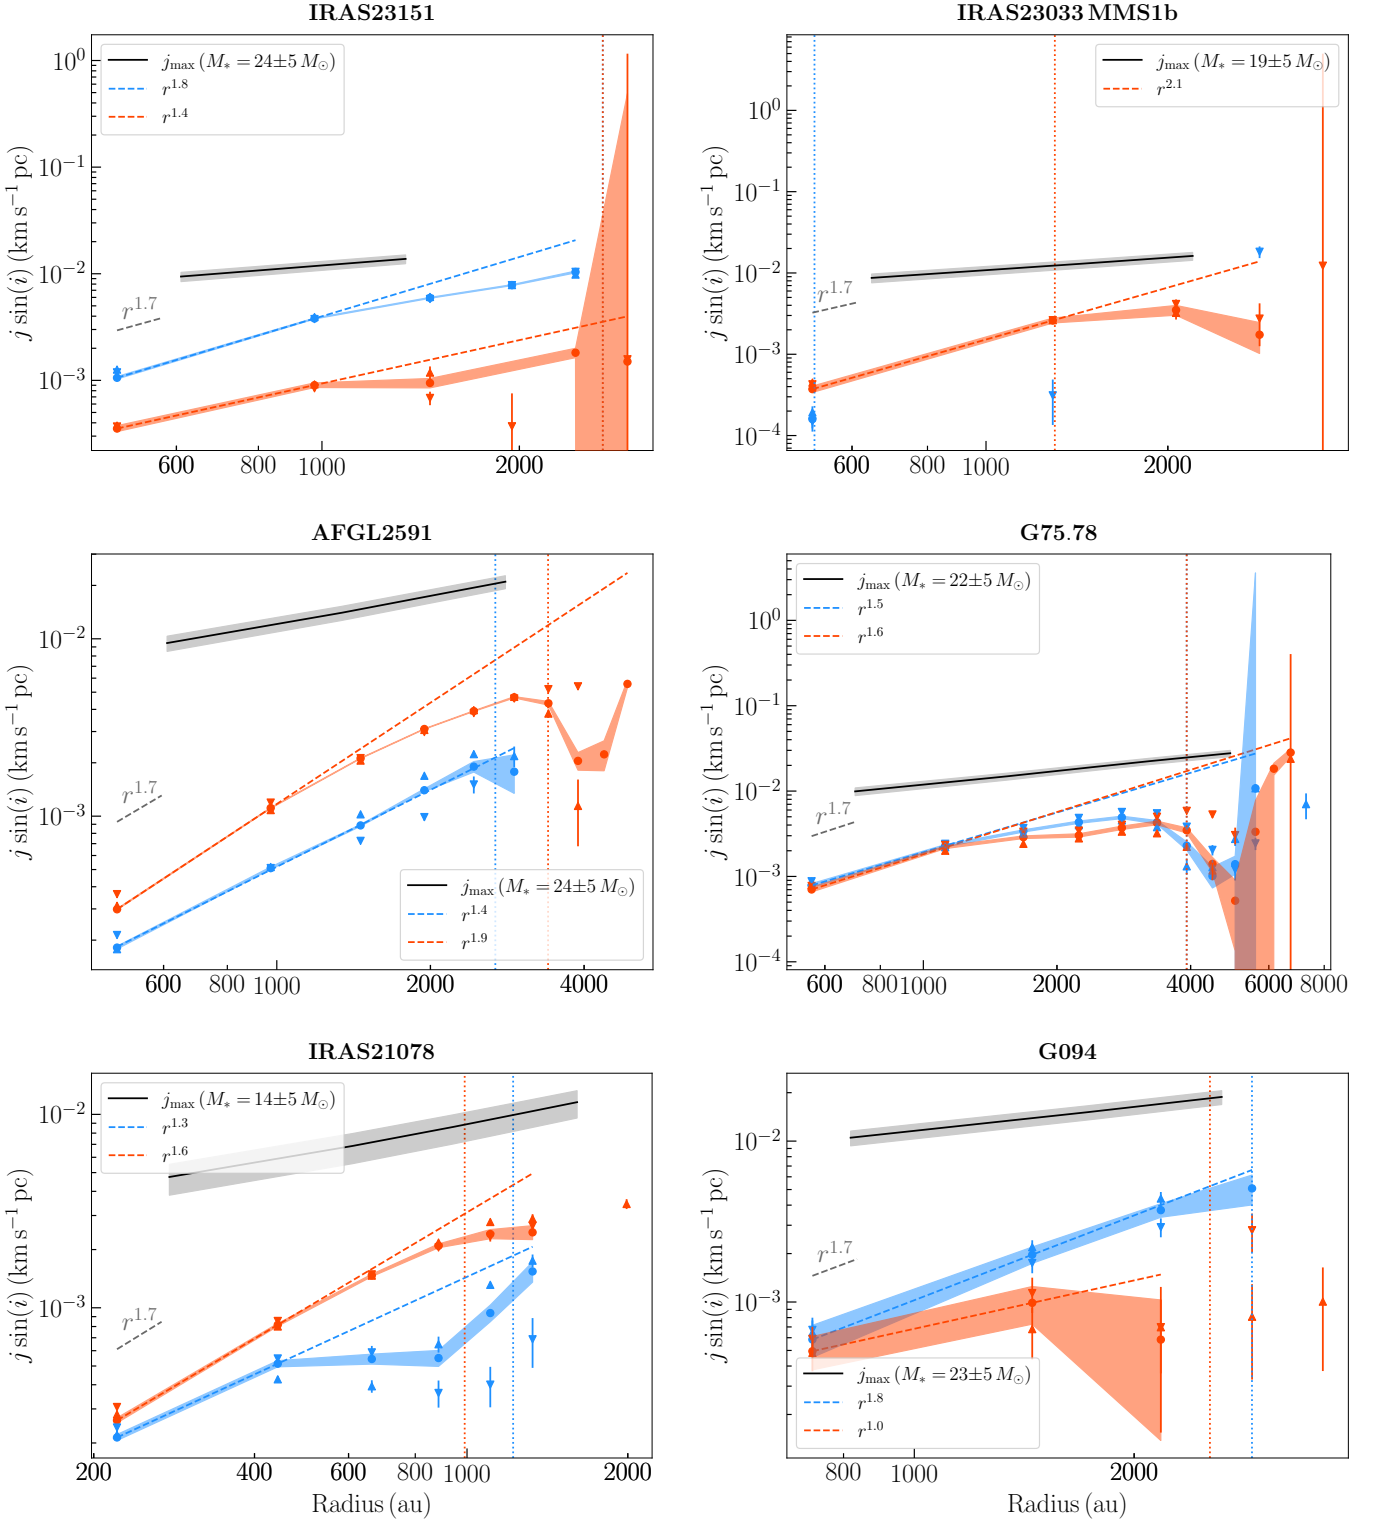 IRAS23151
j sin(i) (km s⁻¹ pc)
10⁰
10⁻¹
10⁻²
10⁻³
j_max (M_* = 24±5 M_⊙)
r^1.8
r^1.4
r^1.7
600 800 1000 2000
IRAS23033 MMS1b
j sin(i) (km s⁻¹ pc)
10⁰
10⁻¹
10⁻²
10⁻³
10⁻⁴
j_max (M_* = 19±5 M_⊙)
r^2.1
r^1.7
600 800 1000 2000
AFGL2591
j sin(i) (km s⁻¹ pc)
10⁻²
10⁻³
r^1.7
j_max (M_* = 24±5 M_⊙)
r^1.4
r^1.9
600 800 1000 2000 4000
G75.78
j sin(i) (km s⁻¹ pc)
10⁰
10⁻¹
10⁻²
10⁻³
10⁻⁴
j_max (M_* = 22±5 M_⊙)
r^1.5
r^1.6
r^1.7
600 800 1000 2000 4000 6000 8000
IRAS21078
j sin(i) (km s⁻¹ pc)
10⁻²
10⁻³
j_max (M_* = 14±5 M_⊙)
r^1.3
r^1.6
r^1.7
200 400 600 800 1000 2000
Radius (au)
G094
j sin(i) (km s⁻¹ pc)
10⁻²
10⁻³
r^1.7
j_max (M_* = 23±5 M_⊙)
r^1.8
r^1.0
800 1000 2000
Radius (au)